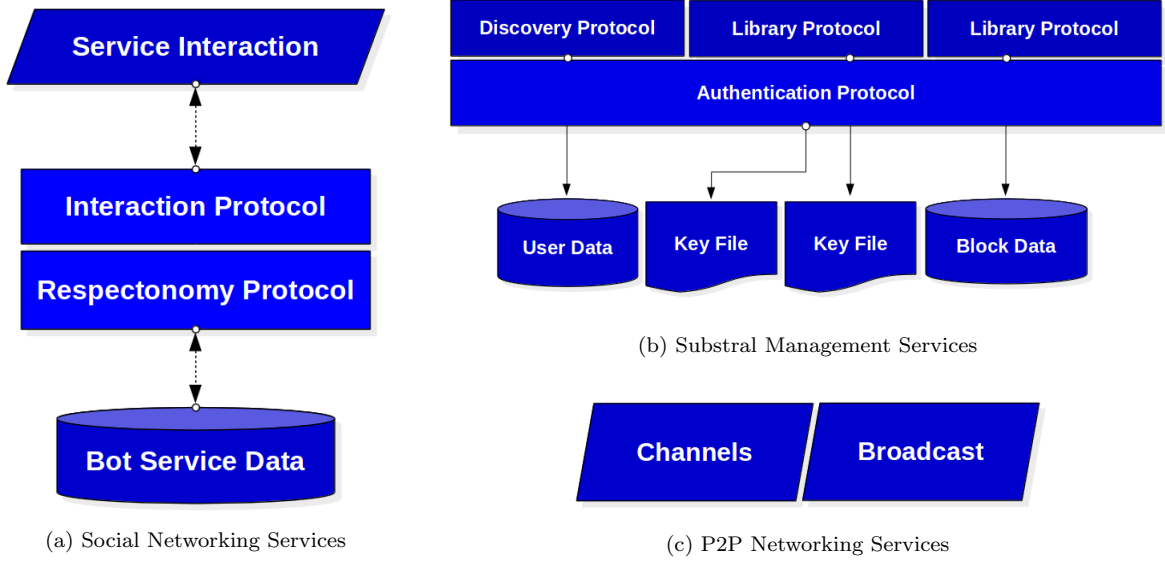 Service Interaction
Interaction Protocol
Respectonomy Protocol
Bot Service Data
(a) Social Networking Services
Discovery Protocol
Library Protocol
Library Protocol
Authentication Protocol
User Data
Key File
Key File
Block Data
(b) Substral Management Services
Channels
Broadcast
(c) P2P Networking Services